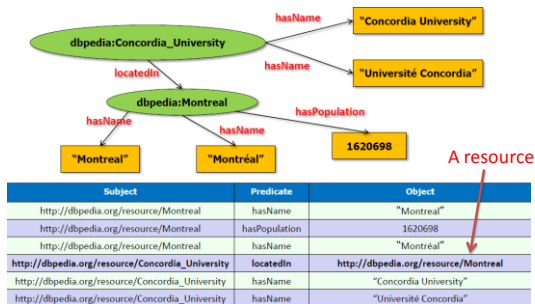 hasName
"Concordia University"
dbpedia:Concordia_University
hasName
"Université Concordia"
locatedIn
dbpedia:Montreal
hasPopulation
hasName
hasName
"Montreal"
"Montréal"
1620698
A resource
Subject Predicate Object
http://dbpedia.org/resource/Montreal hasName "Montreal"
http://dbpedia.org/resource/Montreal hasPopulation 1620698
http://dbpedia.org/resource/Montreal hasName "Montréal"
http://dbpedia.org/resource/Concordia_University locatedIn http://dbpedia.org/resource/Montreal
http://dbpedia.org/resource/Concordia_University hasName "Concordia University"
http://dbpedia.org/resource/Concordia_University hasName "Université Concordia"